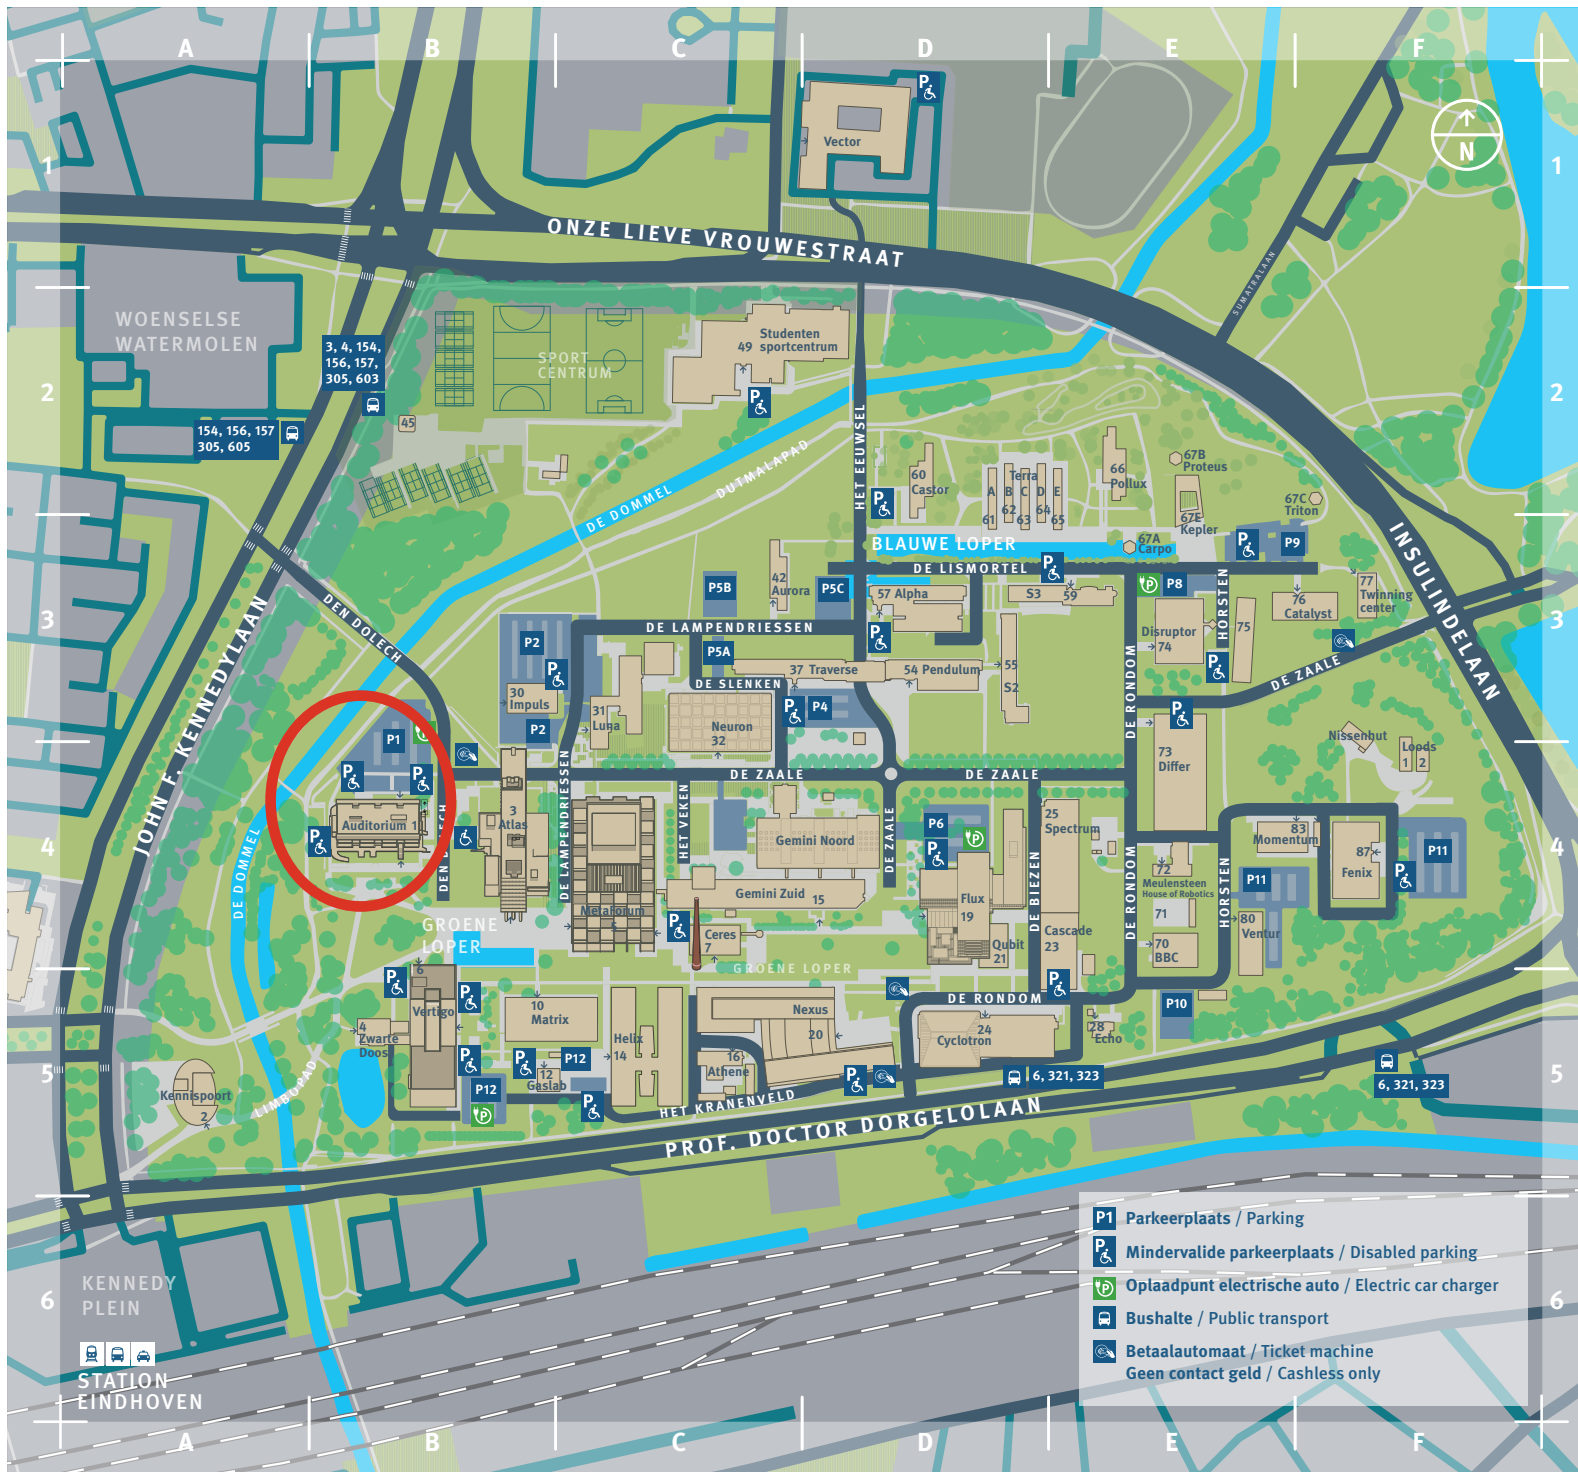 A
B
C
D
E
F
1
1
N
Vector
ONZE LIEVE VROUWESTRAAT
SUMATRALAAN
WOENSELSE
WATERMOLEN
3, 4, 154,
156, 157,
305, 603
SPORT
CENTRUM
Studenten
49 sportcentrum
2
2
45
154, 156, 157
305, 605
HET EEUWSEL
DUTMALAPAD
DE DOMMEL
60
Castor
Terra
A
B
C
D
E
61
62
63
64
65
66
Pollux
67B
Proteus
67E
Kepler
67C
Triton
67A
Carpo
BLAUWE LOPER
P9
INSULINDELAAN
DE LISMORTEL
DEN DOLECH
JOHN F. KENNEDYLAAN
3
3
P5B
42
Aurora
P5C
57 Alpha
S3
59
P8
HORSTEN
76
Catalyst
77
Twinning
center
DE LAMPENDRIESSEN
P2
P5A
37 Traverse
54 Pendulum
55
S2
Disruptor
74
75
DE ZAALE
DE RONDOM
DE SLENKEN
30
Impuls
P2
31
Luna
Neuron
32
P4
P1
73
Differ
Nissenhut
Loods
1
2
DE ZAALE
DE ZAALE
DE LAMPENDRIESSEN
3
Atlas
Auditorium 1
DEN DOLECH
HET VEKEN
Gemini Noord
DE ZAALE
P6
25
Spectrum
DE BIEZEN
DE RONDOM
HORSTEN
Momentum
83
87
Fenix
P11
4
4
72
Meulensteen
House of Robotics
P11
DE DOMMEL
Gemini Zuid
15
Flux
19
71
80
Ventur
MetaForum
5
Ceres
7
Qubit
21
Cascade
23
70
BBC
GROENE
LOPER
GROENE LOPER
6
Vertigo
10
Matrix
Nexus
20
DE RONDOM
P10
4
Zwarte
Doos
Helix
14
24
Cyclotron
28
Echo
5
5
P12
16
Athene
12
Gaslab
P12
6, 321, 323
6, 321, 323
Kennispoort
2
LIMBOPAD
HET KRANENVELD
PROF. DOCTOR DORGELOLAAN
P1
Parkeerplaats / Parking
Mindervalide parkeerplaats / Disabled parking
Oplaadpunt electrische auto / Electric car charger
Bushalte / Public transport
Betaalautomaat / Ticket machine
Geen contact geld / Cashless only
KENNEDY
PLEIN
6
6
STATION
EINDHOVEN
A
B
C
D
E
F